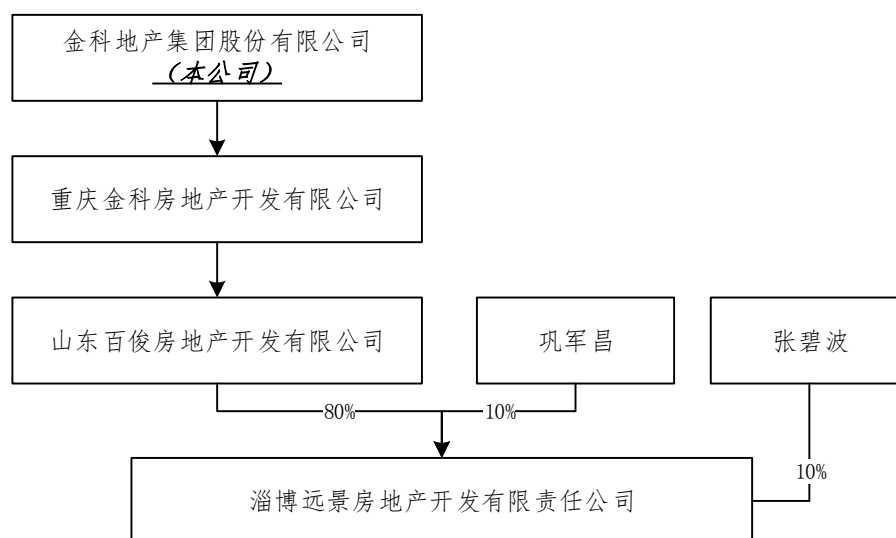 金科地产集团股份有限公司
（本公司）
重庆金科房地产开发有限公司
山东百俊房地产开发有限公司
巩军昌
张碧波
80%
10%
10%
淄博远景房地产开发有限责任公司